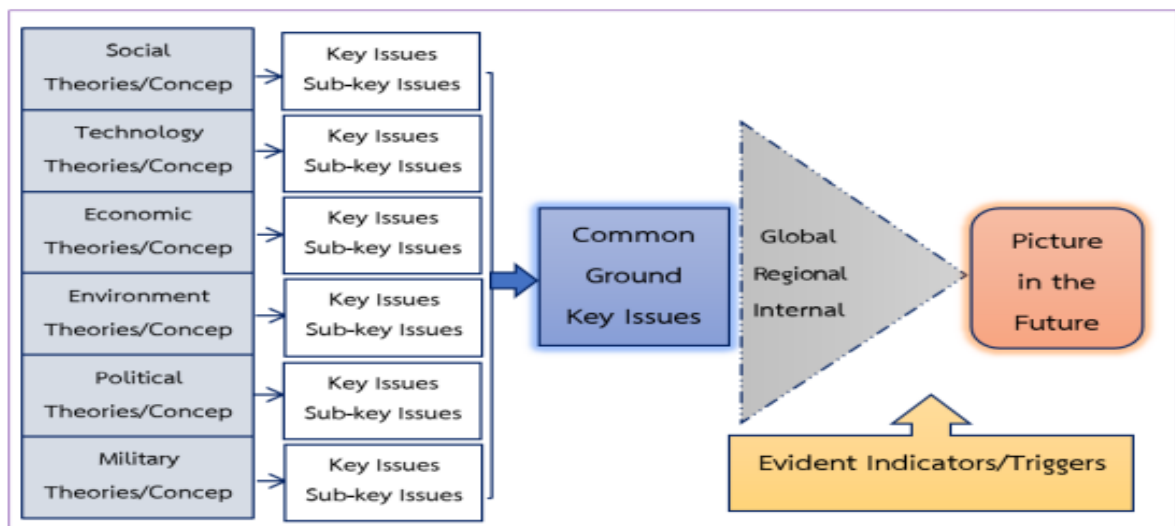 Social
Theories/Concep
Key Issues
Sub-key Issues
Technology
Theories/Concep
Key Issues
Sub-key Issues
Economic
Theories/Concep
Key Issues
Sub-key Issues
Environment
Theories/Concep
Key Issues
Sub-key Issues
Political
Theories/Concep
Key Issues
Sub-key Issues
Military
Theories/Concep
Key Issues
Sub-key Issues
Common
Ground
Key Issues
Global
Regional
Internal
Picture
in the
Future
Evident Indicators/Triggers